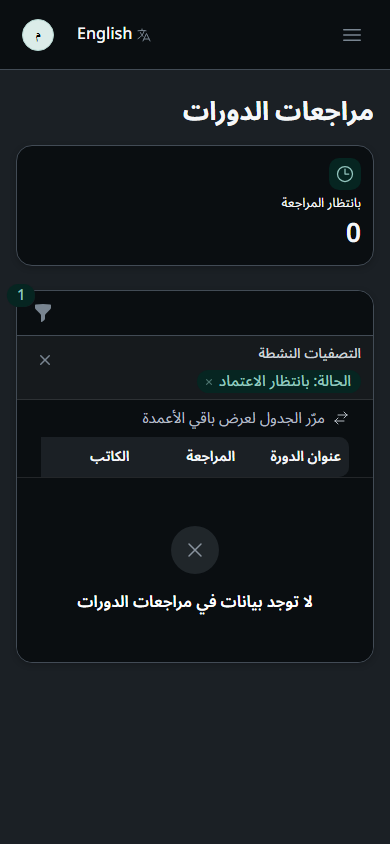 م
English
مراجعات الدورات
بانتظار المراجعة
0
1
التصفيات النشطة
الحالة: بانتظار الاعتماد ×
مرّر الجدول لعرض باقي الأعمدة
عنوان الدورة المراجعة الكاتب
لا توجد بيانات في مراجعات الدورات